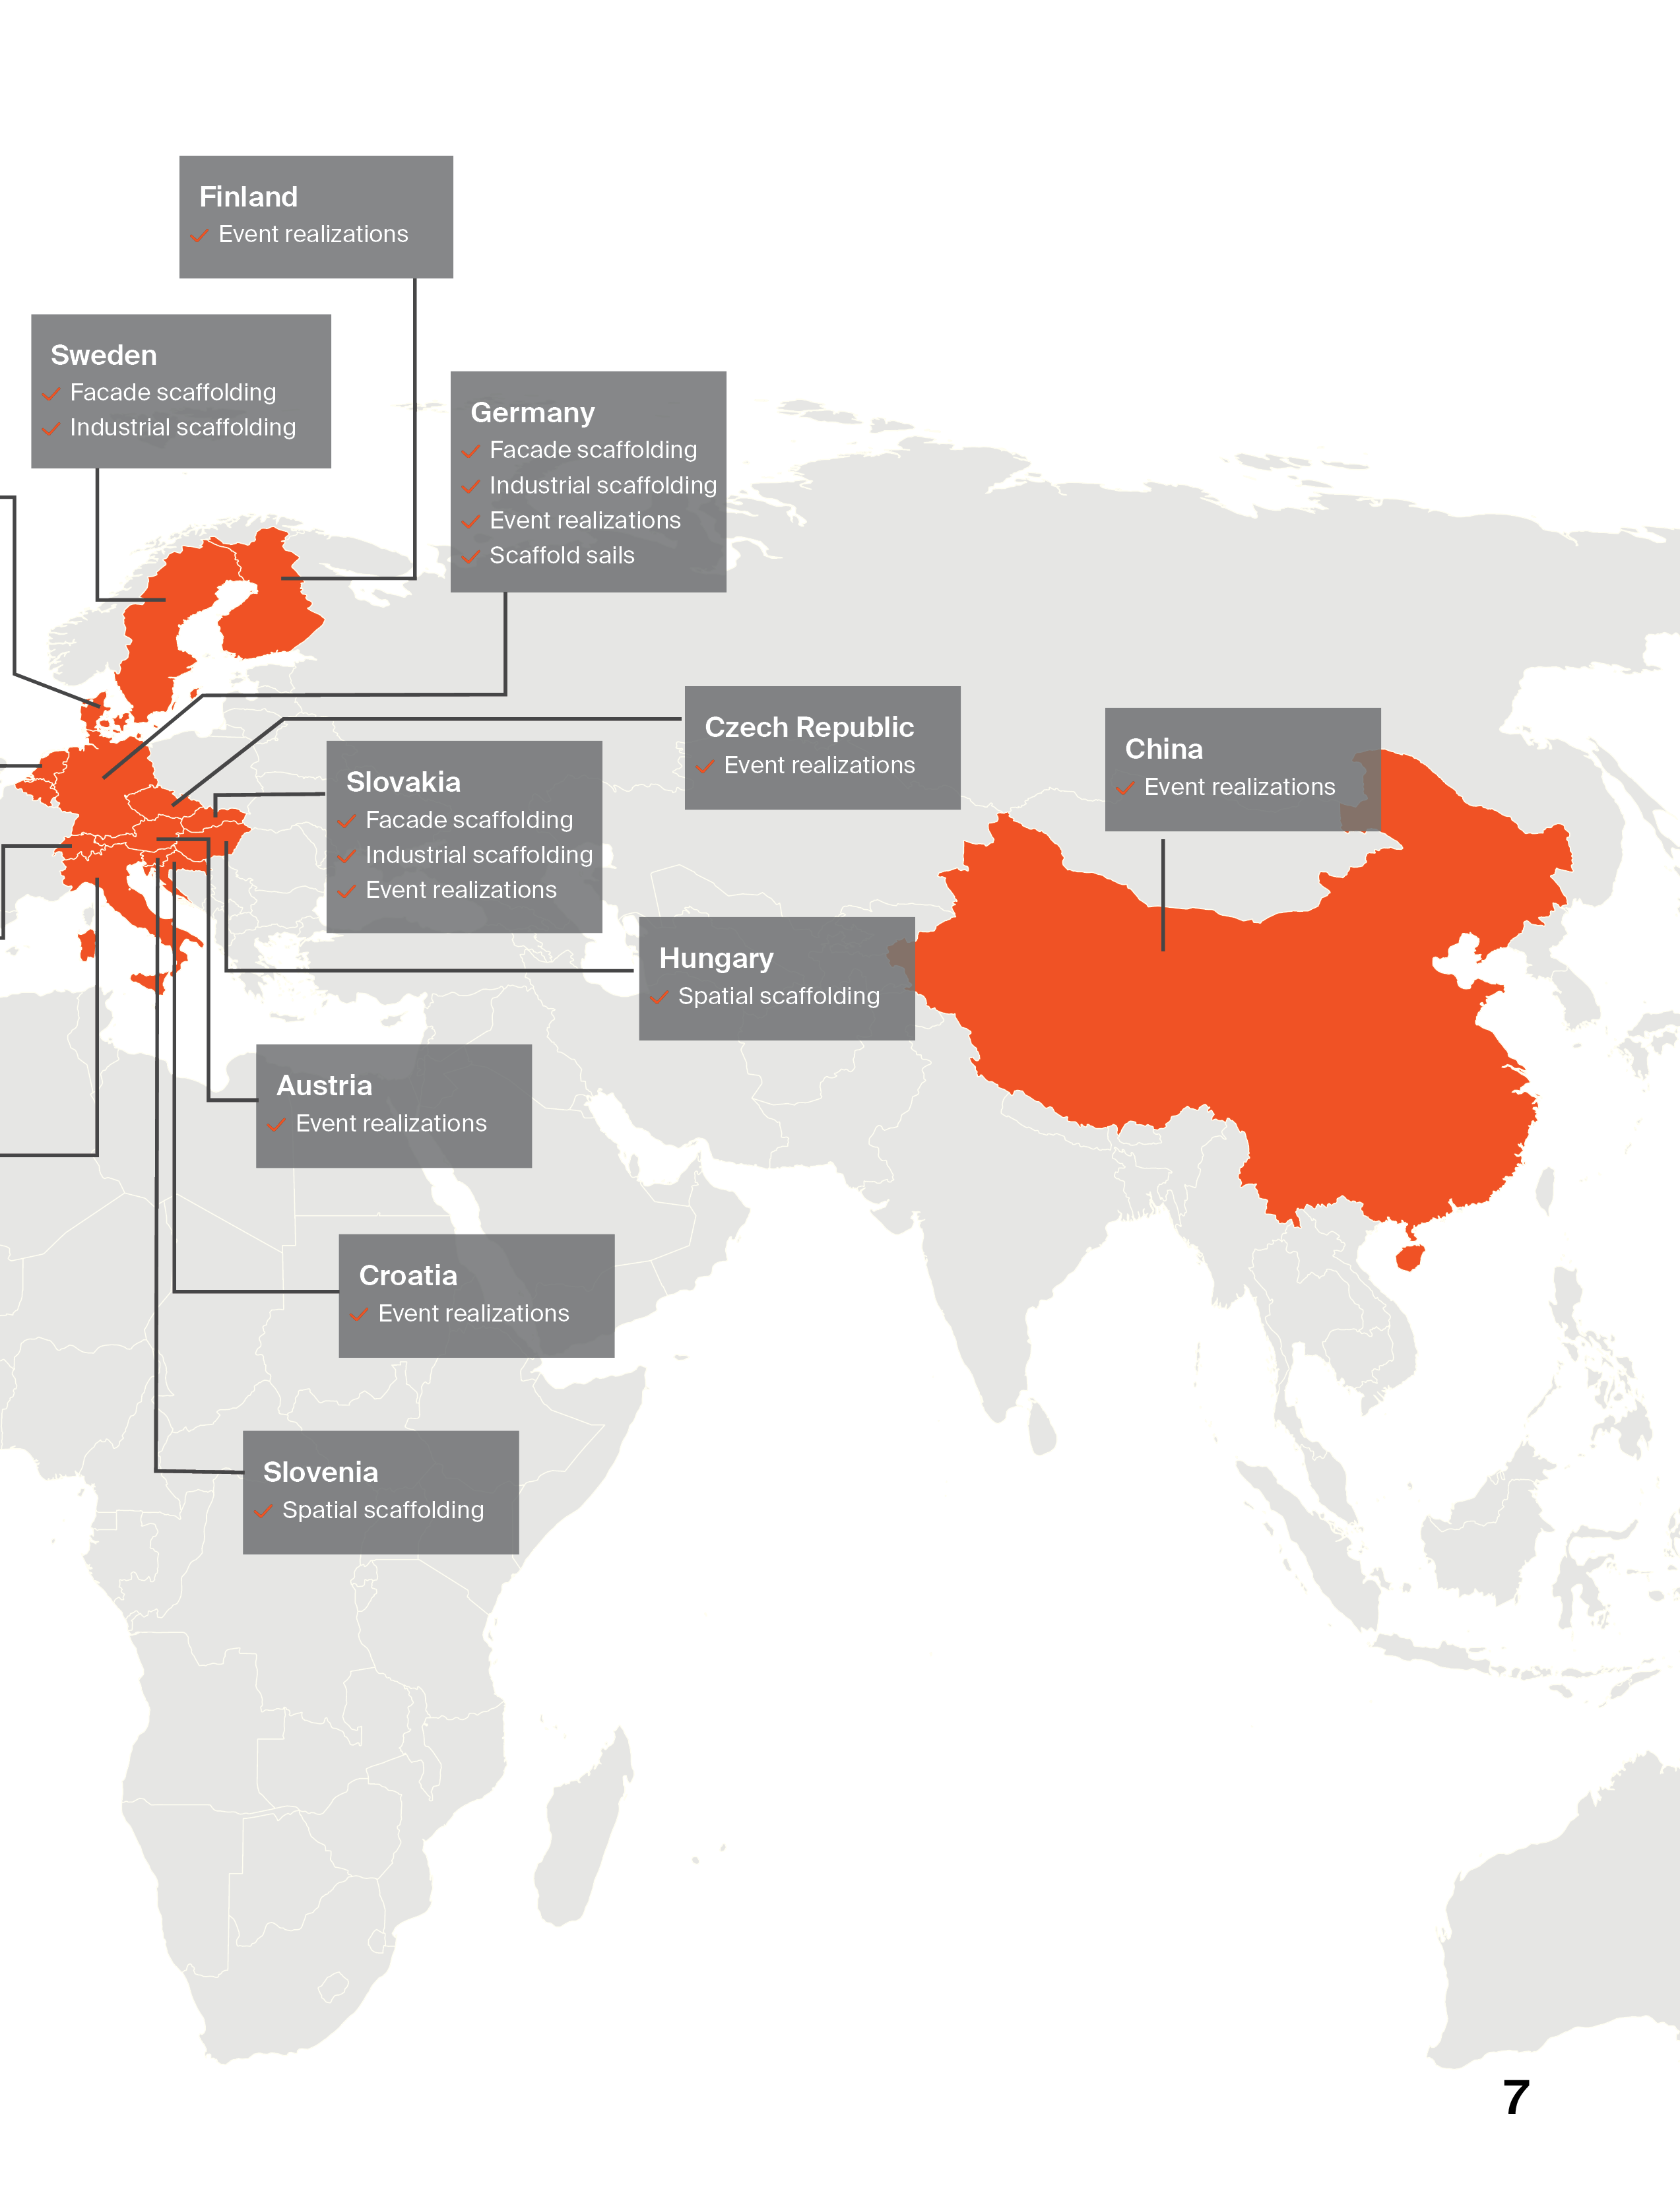 Finland
Event realizations
Sweden
Facade scaffolding
Industrial scaffolding
Germany
Facade scaffolding
Industrial scaffolding
Event realizations
Scaffold sails
Czech Republic
Event realizations
China
Event realizations
Slovakia
Facade scaffolding
Industrial scaffolding
Event realizations
Hungary
Spatial scaffolding
Austria
Event realizations
Croatia
Event realizations
Slovenia
Spatial scaffolding
7